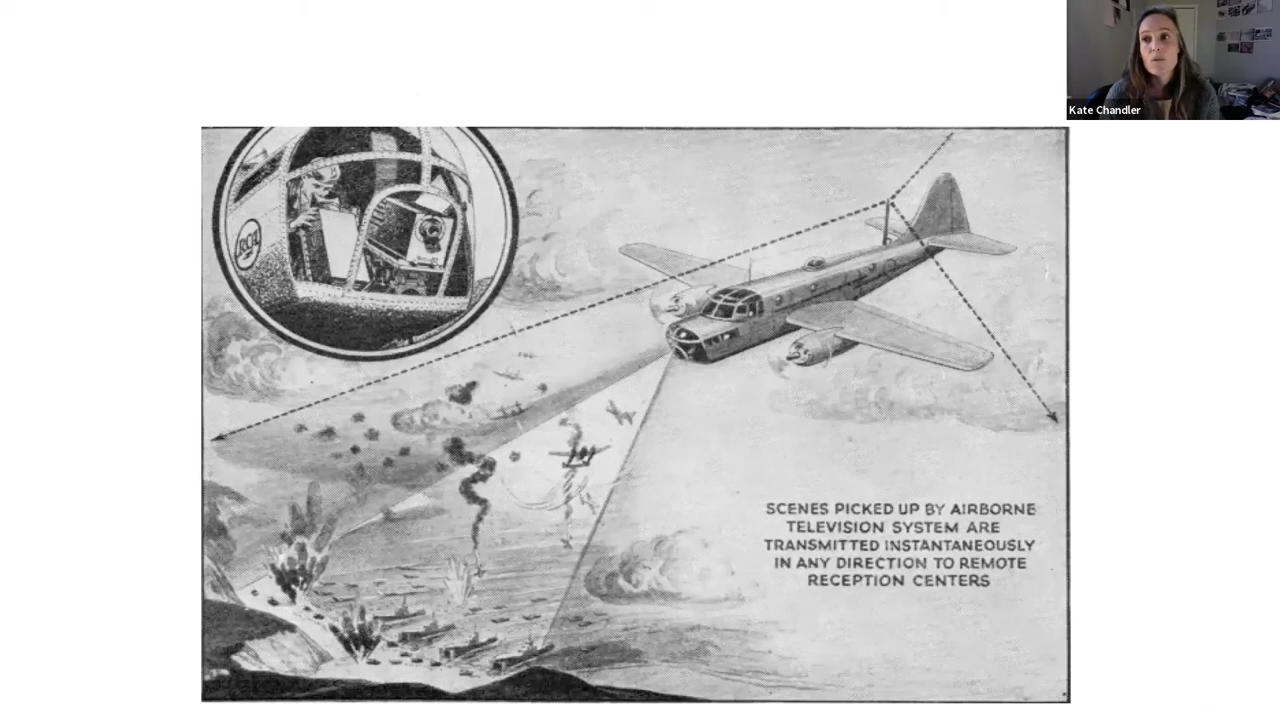 Kate Chandler
RCA
SCENES PICKED UP BY AIRBORNE
TELEVISION SYSTEM ARE
TRANSMITTED INSTANTANEOUSLY
IN ANY DIRECTION TO REMOTE
RECEPTION CENTERS